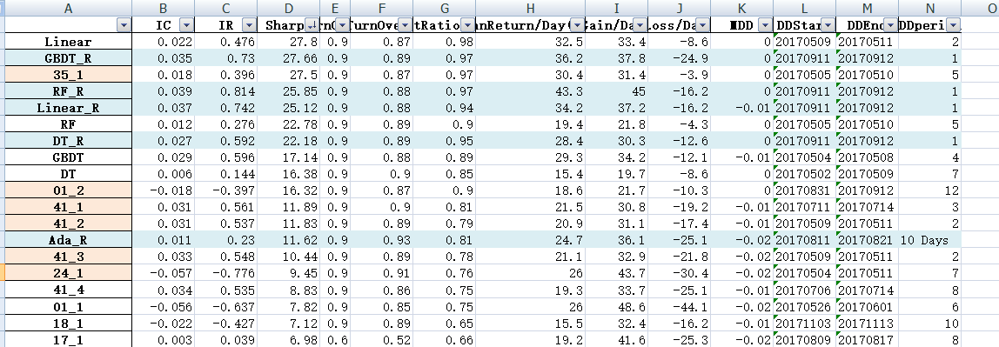 A B C D E F G H I J K L M N O
IC IR Sharp rnO TurnOve tRatio nReturn/Day Gain/Da Loss/Da MDD DDStar DDEnd DDperi
Linear 0.022 0.476 27.8 0.9 0.87 0.98 32.5 33.4 -8.6 0 20170509 20170511 2
GBDT_R 0.035 0.73 27.66 0.9 0.89 0.97 36.2 37.8 -24.9 0 20170911 20170912 1
35_1 0.018 0.396 27.5 0.9 0.87 0.97 30.4 31.4 -3.9 0 20170505 20170510 5
RF_R 0.039 0.814 25.85 0.9 0.88 0.97 43.3 45 -16.2 0 20170911 20170912 1
Linear_R 0.037 0.742 25.12 0.9 0.88 0.94 34.2 37.2 -16.2 -0.01 20170911 20170912 1
RF 0.012 0.276 22.78 0.9 0.89 0.9 19.4 21.8 -4.3 0 20170505 20170510 5
DT_R 0.027 0.592 22.18 0.9 0.89 0.95 28.4 30.3 -12.6 0 20170911 20170912 1
GBDT 0.029 0.596 17.14 0.9 0.88 0.89 29.3 34.2 -12.1 -0.01 20170504 20170508 4
DT 0.006 0.144 16.38 0.9 0.9 0.85 15.4 19.7 -8.6 0 20170502 20170509 7
01_2 -0.018 -0.397 16.32 0.9 0.87 0.9 18.6 21.7 -10.3 0 20170831 20170912 12
41_1 0.031 0.561 11.89 0.9 0.9 0.81 21.5 30.8 -19.2 -0.01 20170711 20170714 3
41_2 0.031 0.537 11.83 0.9 0.89 0.79 20.9 31.1 -17.4 -0.01 20170509 20170511 2
Ada_R 0.011 0.23 11.62 0.9 0.93 0.81 24.7 36.1 -25.1 -0.02 20170811 20170821 10 Days
41_3 0.033 0.548 10.44 0.9 0.89 0.78 21.1 32.9 -21.8 -0.02 20170509 20170511 2
24_1 -0.057 -0.776 9.45 0.9 0.91 0.76 26 43.7 -30.4 -0.02 20170504 20170511 7
41_4 0.034 0.535 8.83 0.9 0.86 0.75 19.3 33.7 -25.1 -0.01 20170706 20170714 8
01_1 -0.056 -0.637 7.82 0.9 0.85 0.75 26 48.6 -44.1 -0.02 20170526 20170601 6
18_1 -0.022 -0.427 7.12 0.9 0.89 0.65 15.5 32.4 -16.2 -0.01 20171103 20171113 10
17_1 0.003 0.039 6.98 0.6 0.52 0.66 19.2 41.6 -25.3 -0.02 20170809 20170817 8